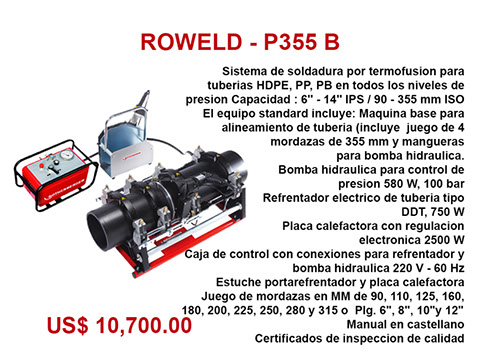 ROWELD - P355 B
Sistema de soldadura por termofusion para
tuberias HDPE, PP, PB en todos los niveles de
presion Capacidad : 6" - 14" IPS / 90 - 355 mm ISO
El equipo standard incluye: Maquina base para
alineamiento de tuberia (incluye juego de 4
mordazas de 355 mm y mangueras
para bomba hidraulica.
Bomba hidraulica para control de
presion 580 W, 100 bar
Refrentador electrico de tuberia tipo
DDT, 750 W
Placa calefactora con regulacion
electronica 2500 W
Caja de control con conexiones para refrentador y
bomba hidraulica 220 V - 60 Hz
Estuche portarefrentador y placa calefactora
Juego de mordazas en MM de 90, 110, 125, 160,
180, 200, 225, 250, 280 y 315 o Plg. 6", 8", 10"y 12"
Manual en castellano
Certificados de inspeccion de calidad
US$ 10,700.00